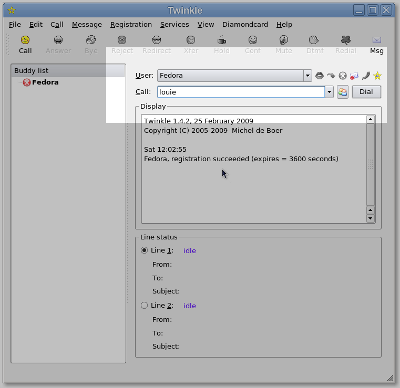 Twinkle
File Edit Call Message Registration Services View Diamondcard Help
Call Answer Bye Reject Redirect Xfer Hold Conf Mute Dtmf Redial Msg
Buddy list
Fedora
User: Fedora
Call: louie Dial
Display
Twinkle 1.4.2, 25 February 2009
Copyright (C) 2005-2009 Michel de Boer
Sat 12:02:55
Fedora, registration succeeded (expires = 3600 seconds)
Line status
Line 1: idle
From:
To:
Subject:
Line 2: idle
From:
To:
Subject: